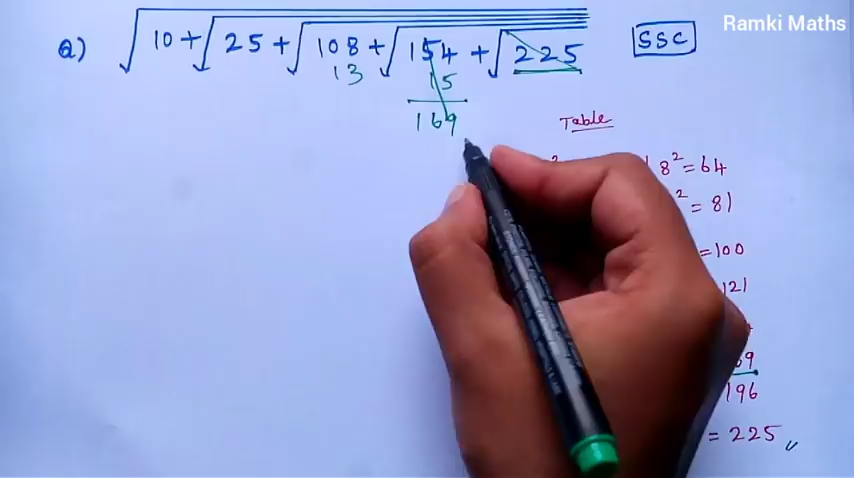 Ramki Maths
Q) √10 + √25 + √108 + √154 + √225 SSC
13 15
169
Table
8² = 64
² = 81
= 100
121
9
196
= 225